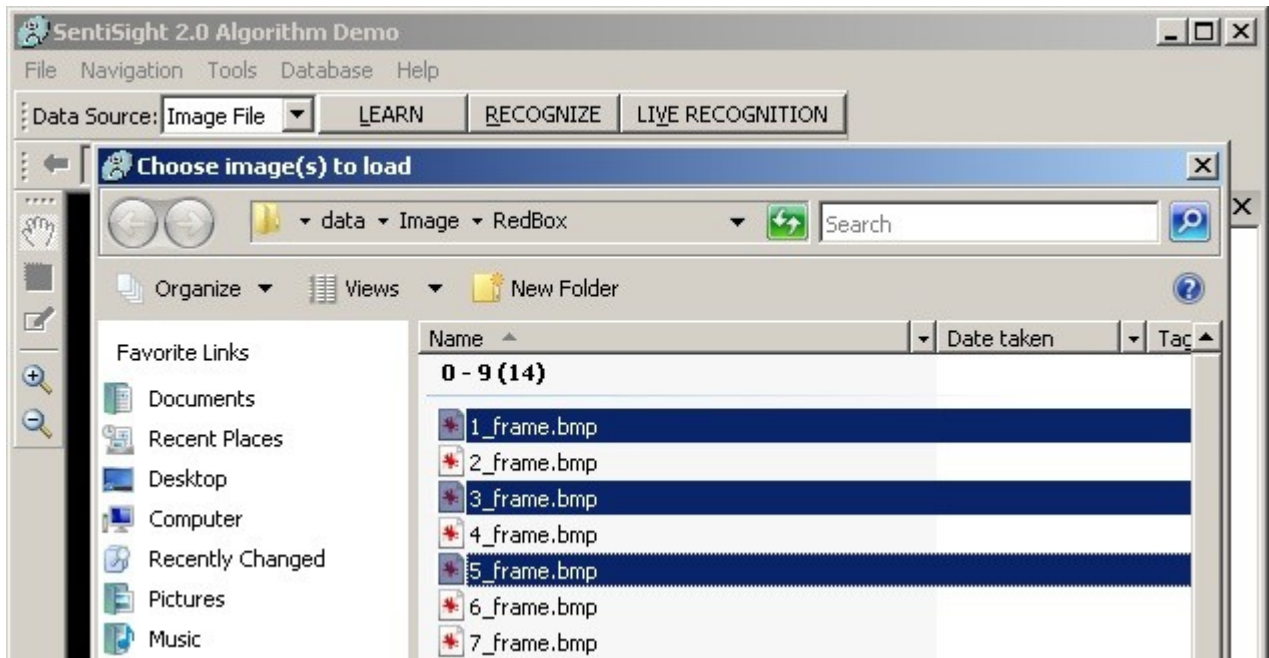 SentiSight 2.0 Algorithm Demo
File Navigation Tools Database Help
Data Source: Image File LEARN RECOGNIZE LIVE RECOGNITION
Choose image(s) to load
data Image RedBox Search
Organize Views New Folder
Favorite Links
Documents
Recent Places
Desktop
Computer
Recently Changed
Pictures
Music
Name Date taken
0 - 9 (14)
1_frame.bmp
2_frame.bmp
3_frame.bmp
4_frame.bmp
5_frame.bmp
6_frame.bmp
7_frame.bmp